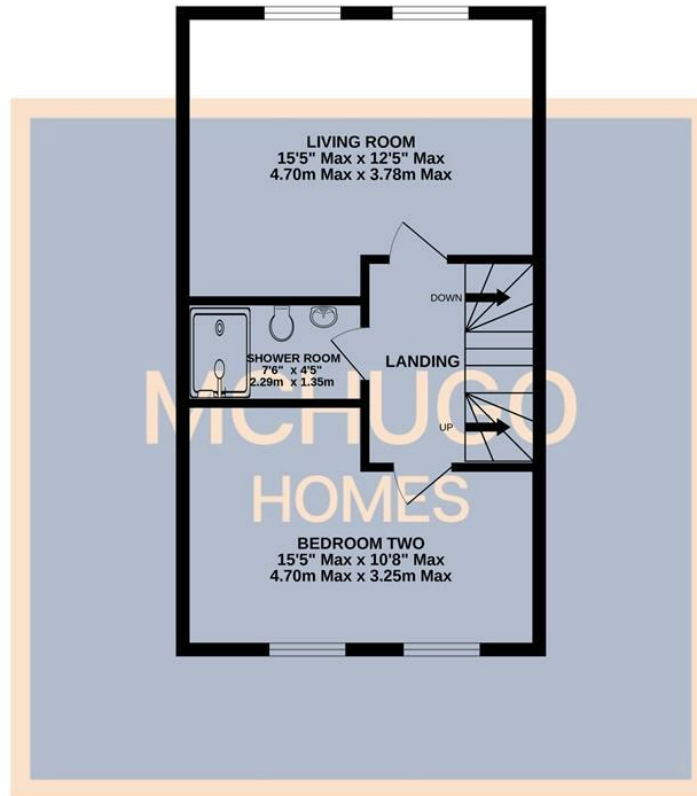 LIVING ROOM
15'5" Max x 12'5" Max
4.70m Max x 3.78m Max
DOWN
SHOWER ROOM
7'6" x 4'5"
2.29m x 1.35m
LANDING
MCHUGO
UP
HOMES
BEDROOM TWO
15'5" Max x 10'8" Max
4.70m Max x 3.25m Max